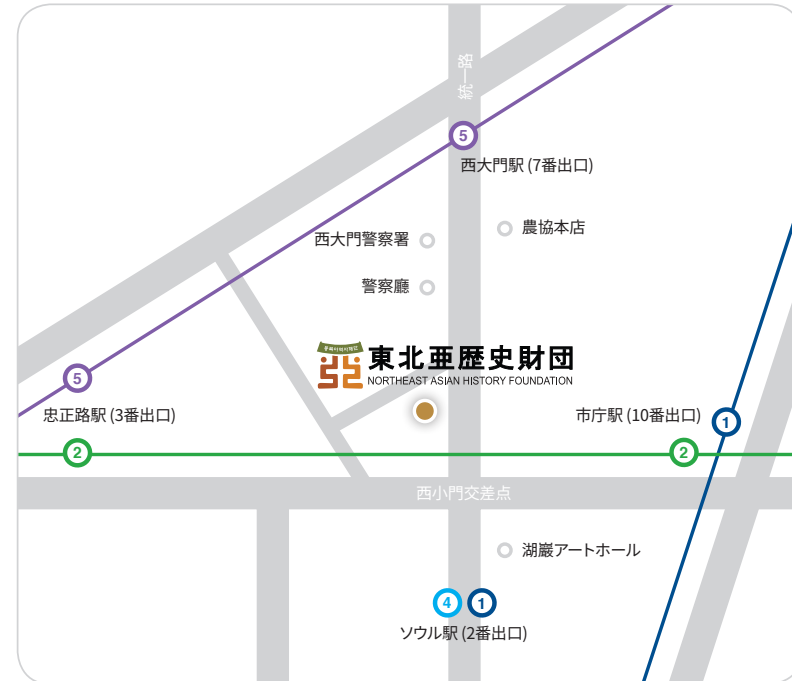 統一路
5
西大門駅 (7番出口)
農協本店
西大門警察署
警察廳
東北亜歴史財団
NORTHEAST ASIAN HISTORY FOUNDATION
5
忠正路駅 (3番出口)
2
市庁駅 (10番出口)
1
2
西小門交差点
湖巖アートホール
4 1
ソウル駅 (2番出口)